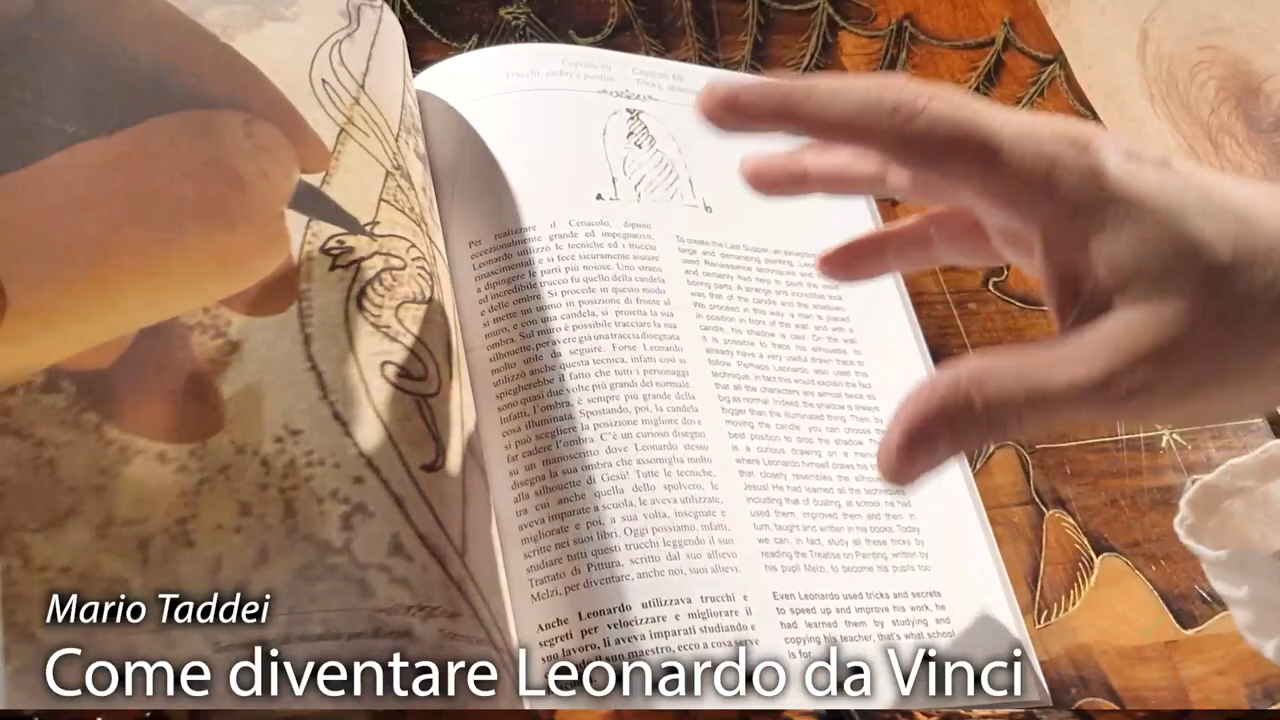 Capitolo 69
Trucchi, ombre e pantini
Capitolo 69
Tricks, shadow
a
b
Per realizzare il Cenacolo, dipinto
eccezionalmente grande ed impegnativo,
Leonardo utilizzò le tecniche ed i trucchi
rinascimentali e si fece sicuramente aiutare
a dipingere le parti più noiose. Uno strano
ed incredibile trucco fu quello della candela
e delle ombre. Si procede in questo modo
si mette un uomo in posizione di fronte al
muro, e con una candela, si proietta la sua
ombra. Sul muro è possibile tracciare la sua
silhouette, per avere già una traccia disegnata
molto utile da seguire. Forse Leonardo
utilizzò anche questa tecnica, infatti così si
spiegherebbe il fatto che tutti i personaggi
sono quasi due volte più grandi del normale.
Infatti, l'ombra, è sempre più grande della
cosa illuminata. Spostando, poi, la candela
si può scegliere la posizione migliore dove
far cadere l'ombra. C'è un curioso disegno
su un manoscritto dove Leonardo stesso
disegna la sua ombra che assomiglia molto
alla silhouette di Gesù! Tutte le tecniche,
tra cui anche quella dello spolvero, le
aveva imparate a scuola, le aveva utilizzate,
migliorate e poi, a sua volta, insegnate e
scritte nei suoi libri. Oggi possiamo, infatti,
studiare tutti questi trucchi leggendo il suo
Trattato di Pittura, scritto dal suo allievo
Melzi, per diventare, anche noi, suoi allievi.
Anche Leonardo utilizzava trucchi e
segreti per velocizzare e migliorare il
suo lavoro, li aveva imparati studiando e
suo maestro, ecco a cosa serve
To create the Last Supper, an exception
large and demanding painting, Leon
used Renaissance techniques and
and certainly had help to paint the most
boring parts. A strange and incredible trick
was that of the candle and the shadows.
We proceed in this way: a man is placed
in position in front of the wall, and with a
candle, his shadow is cast. On the wall
it is possible to trace his silhouette, to
already have a very useful drawn trace to
follow. Perhaps Leonardo also used this
technique, in fact this would explain the fact
that all the characters are almost twice as
big as normal. Indeed, the shadow is always
bigger than the illuminated thing. Then, by
moving the candle, you can choose the
best position to drop the shadow. Th
is a curious drawing on a manus
where Leonardo himself draws his s
that closely resembles the silhoue
Jesus! He had learned all the techniques
including that of dusting, at school, he had
used them, improved them and then, in
turn, taught and written in his books. Today
we can, in fact, study all these tricks by
reading the Treatise on Painting, written by
his pupil Melzi, to become his pupils too
Even Leonardo used tricks and secrets
to speed up and improve his work, he
had learned them by studying and
copying his teacher, that's what school
is for.
Mario Taddei
Come diventare Leonardo da Vinci